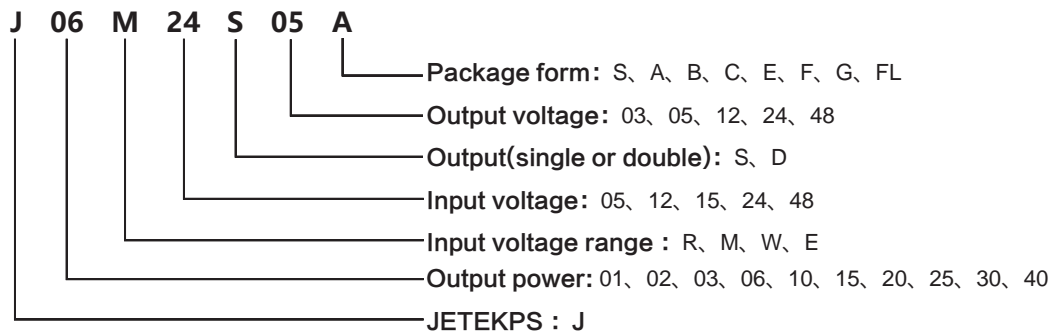 J 06 M 24 S 05 A
Package form: S、A、B、C、E、F、G、FL
Output voltage: 03、05、12、24、48
Output(single or double): S、D
Input voltage: 05、12、15、24、48
Input voltage range : R、M、W、E
Output power: 01、02、03、06、10、15、20、25、30、40
JETEKPS : J